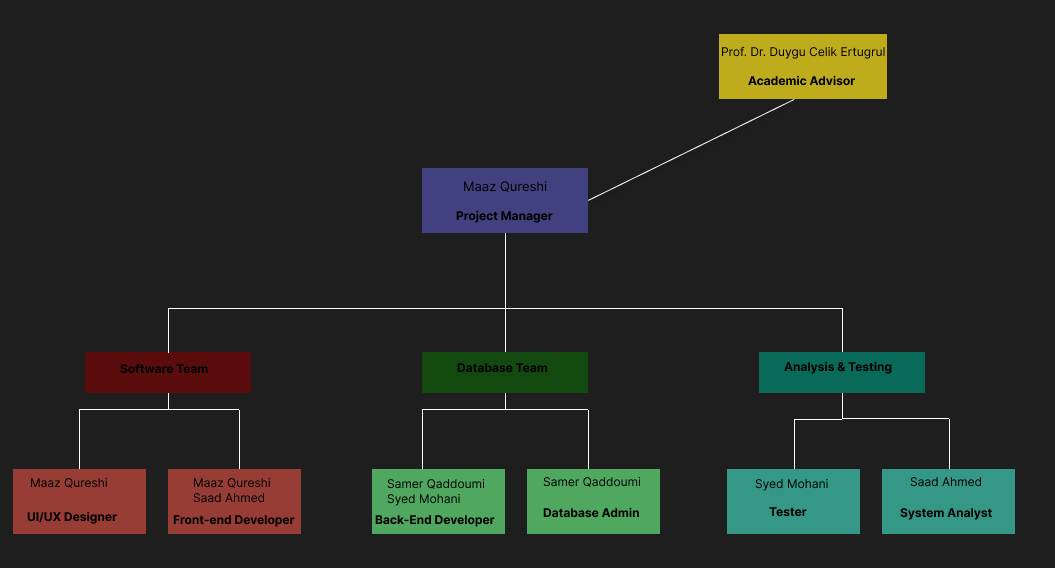 Prof. Dr. Duygu Celik Ertugrul
Academic Advisor
Maaz Qureshi
Project Manager
Software Team
Database Team
Analysis & Testing
Maaz Qureshi
UI/UX Designer
Maaz Qureshi
Saad Ahmed
Front-end Developer
Samer Qaddoumi
Syed Mohani
Back-End Developer
Samer Qaddoumi
Database Admin
Syed Mohani
Tester
Saad Ahmed
System Analyst